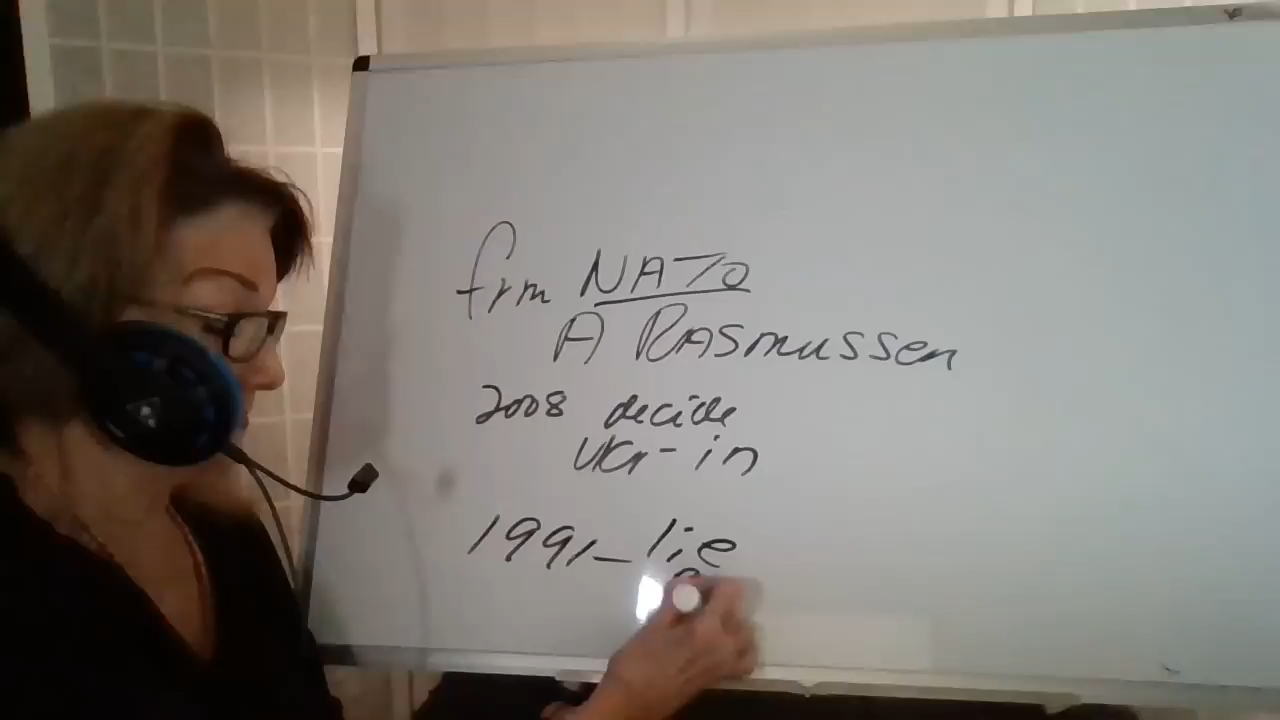 frm NATO
A RASmussen
2008 decide
UKr-in
1991-lie